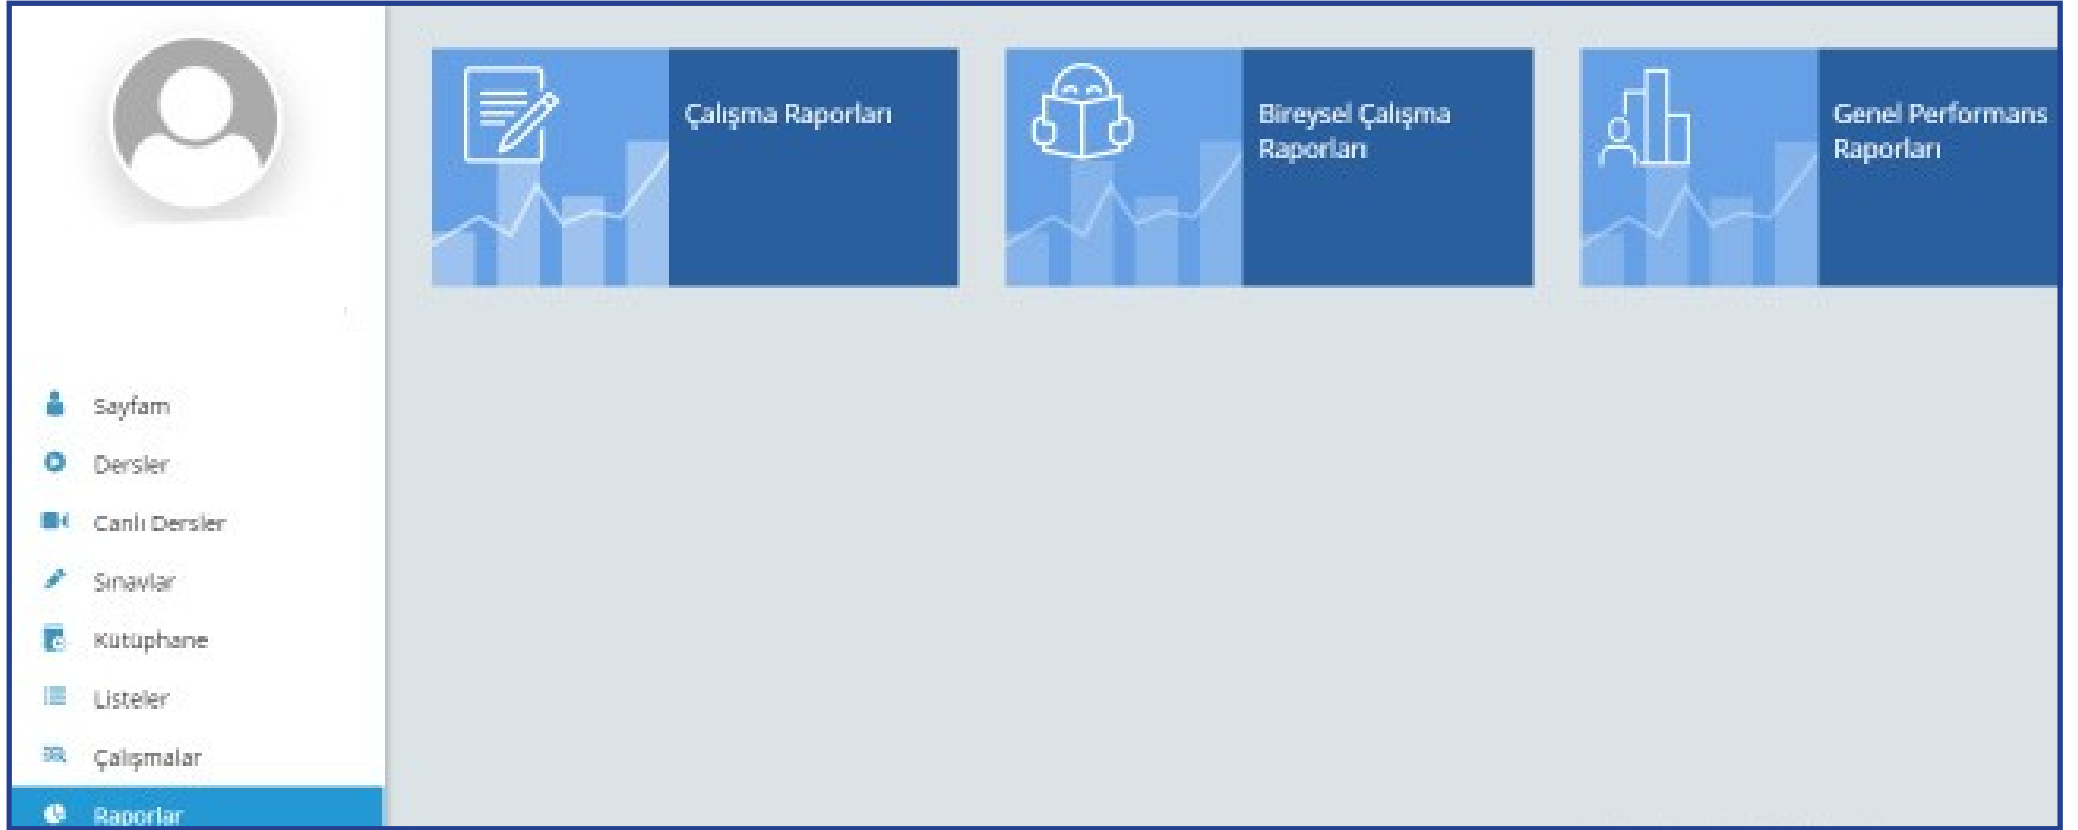 Çalışma Raporları
Bireysel Çalışma
Raporları
Genel Performans
Raporları
Sayfam
Dersler
Canlı Dersler
Sınavlar
Kütüphane
Listeler
Çalışmalar
Raporlar